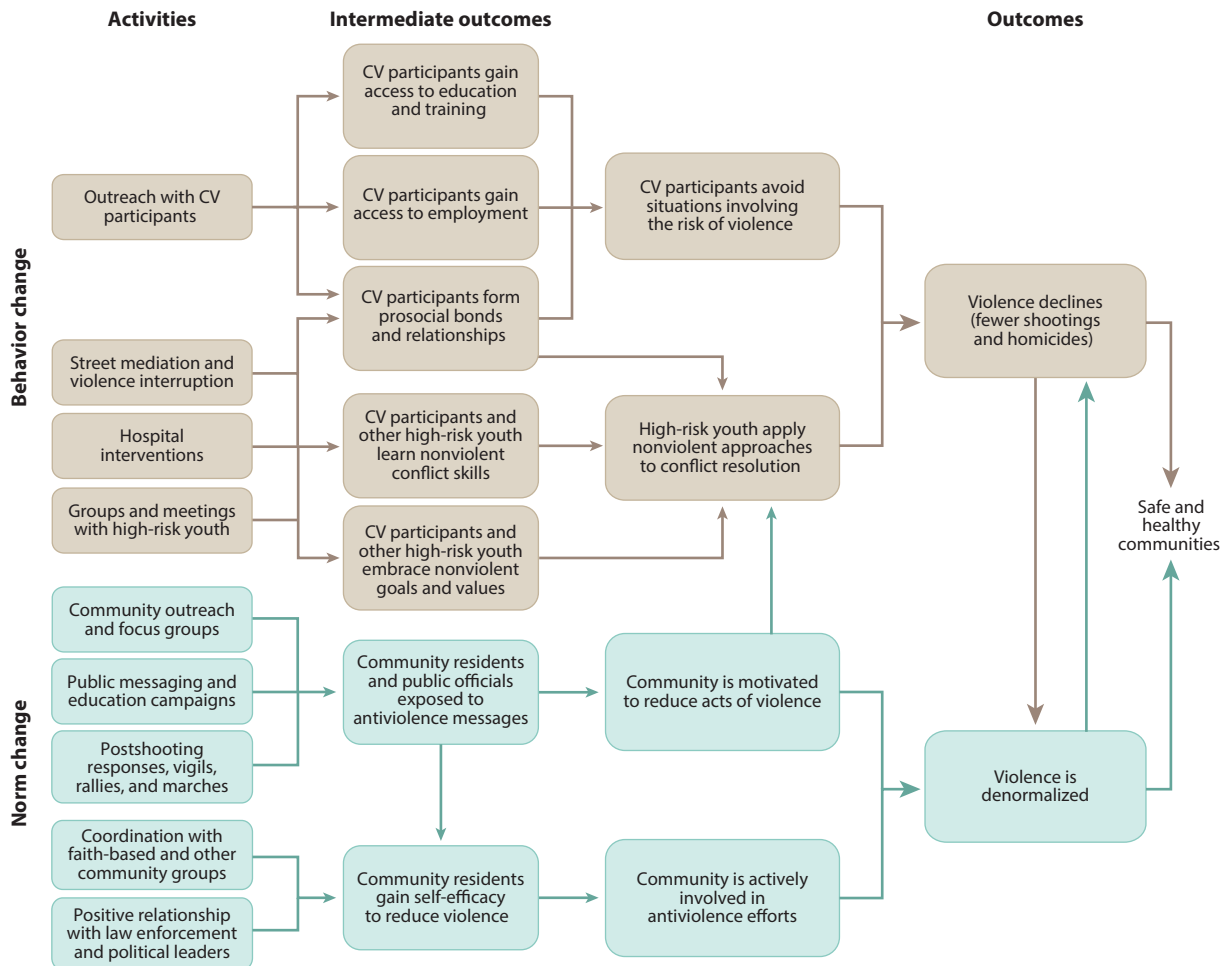 Activities
Intermediate outcomes
Outcomes
Behavior change
Outreach with CV
participants
Street mediation and
violence interruption
Hospital
interventions
Groups and meetings
with high-risk youth
CV participants gain
access to education
and training
CV participants gain
access to employment
CV participants form
prosocial bonds
and relationships
CV participants and
other high-risk youth
learn nonviolent
conflict skills
CV participants and
other high-risk youth
embrace nonviolent
goals and values
CV participants avoid
situations involving
the risk of violence
High-risk youth apply
nonviolent approaches
to conflict resolution
Violence declines
(fewer shootings
and homicides)
Safe and
healthy
communities
Norm change
Community outreach
and focus groups
Public messaging and
education campaigns
Postshooting
responses, vigils,
rallies, and marches
Coordination with
faith-based and other
community groups
Positive relationship
with law enforcement
and political leaders
Community residents
and public officials
exposed to
antiviolence messages
Community residents
gain self-efficacy
to reduce violence
Community is motivated
to reduce acts of violence
Community is actively
involved in
antiviolence efforts
Violence is
denormalized